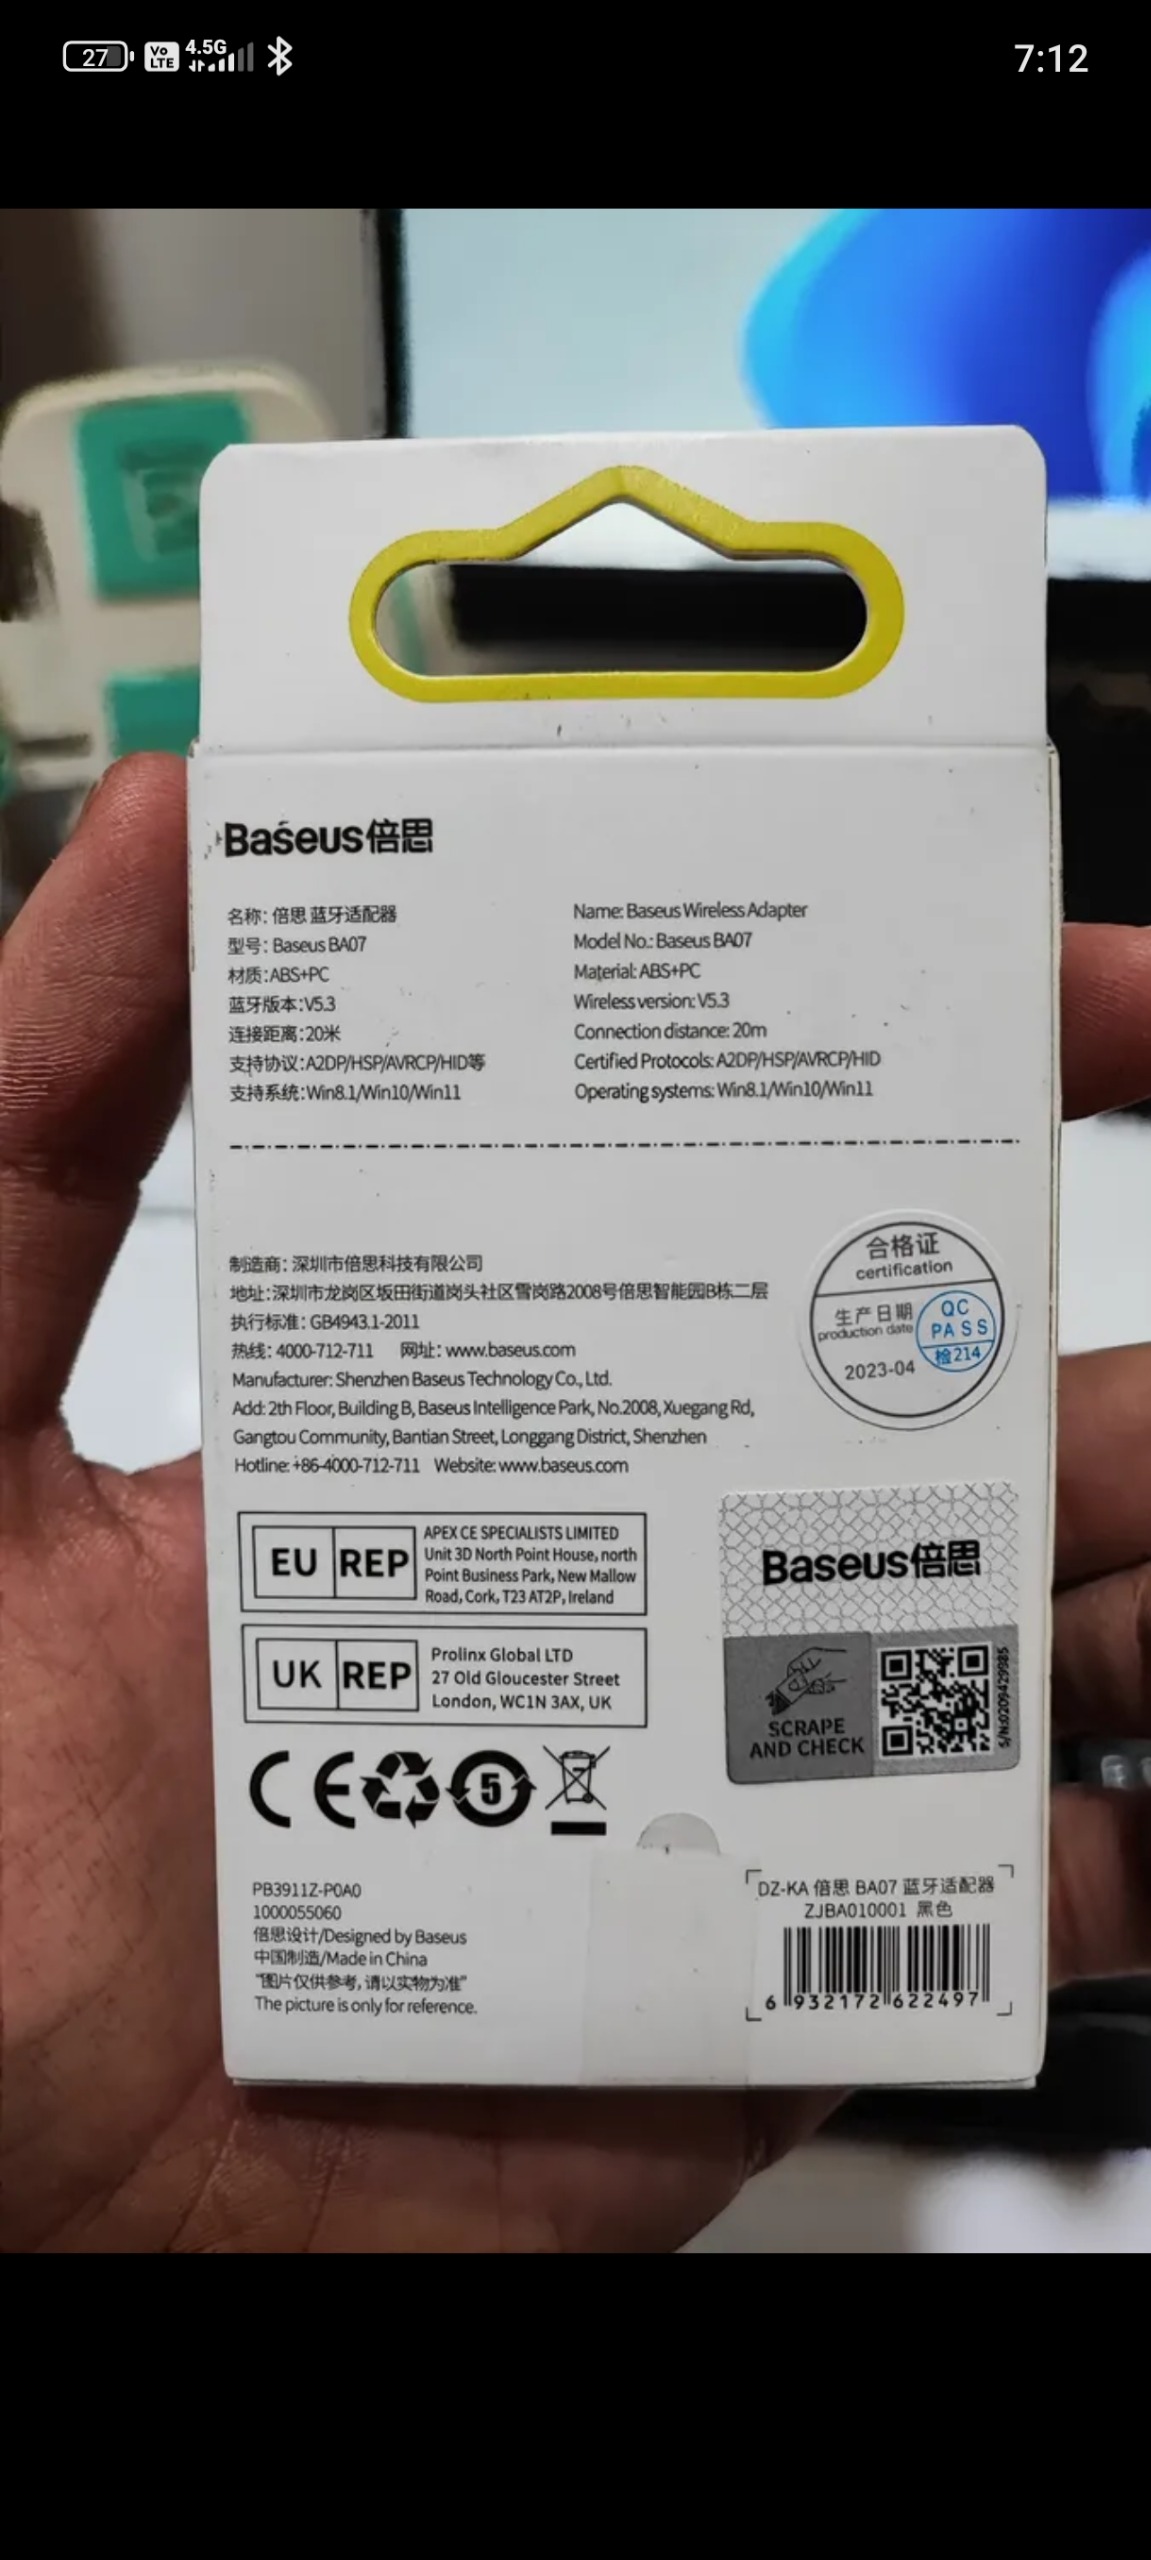 27
Vo
LTE
4.5G
7:12
Baseus倍思
名称: 倍思 蓝牙适配器
型号: Baseus BA07
材质:ABS+PC
蓝牙版本:V5.3
连接距离:20米
支持协议:A2DP/HSP/AVRCP/HID等
支持系统:Win8.1/Win10/Win11
Name: Baseus Wireless Adapter
Model No.: Baseus BA07
Material: ABS+PC
Wireless version: V5.3
Connection distance: 20m
Certified Protocols: A2DP/HSP/AVRCP/HID
Operating systems: Win8.1/Win10/Win11
制造商: 深圳市倍思科技有限公司
地址:深圳市龙岗区坂田街道岗头社区雪岗路2008号倍思智能园B栋二层
执行标准: GB4943.1-2011
热线: 4000-712-711 网址: www.baseus.com
Manufacturer: Shenzhen Baseus Technology Co., Ltd.
Add: 2th Floor, Building B, Baseus Intelligence Park, No.2008, Xuegang Rd,
Gangtou Community, Bantian Street, Longgang District, Shenzhen
Hotline: +86-4000-712-711 Website: www.baseus.com
合格证
certification
生产日期
production date
2023-04
QC
PASS
检214
EU REP
APEX CE SPECIALISTS LIMITED
Unit 3D North Point House, north
Point Business Park, New Mallow
Road, Cork, T23 AT2P, Ireland
UK REP
Prolinx Global LTD
27 Old Gloucester Street
London, WC1N 3AX, UK
Baseus倍思
SCRAPE
AND CHECK
S/N:0209429985
CE
5
PB3911Z-P0A0
1000055060
倍思设计/Designed by Baseus
中国制造/Made in China
"图片仅供参考, 请以实物为准"
The picture is only for reference.
DZ-KA 倍思 BA07 蓝牙适配器
ZJBA010001 黑色
6 932172 622497